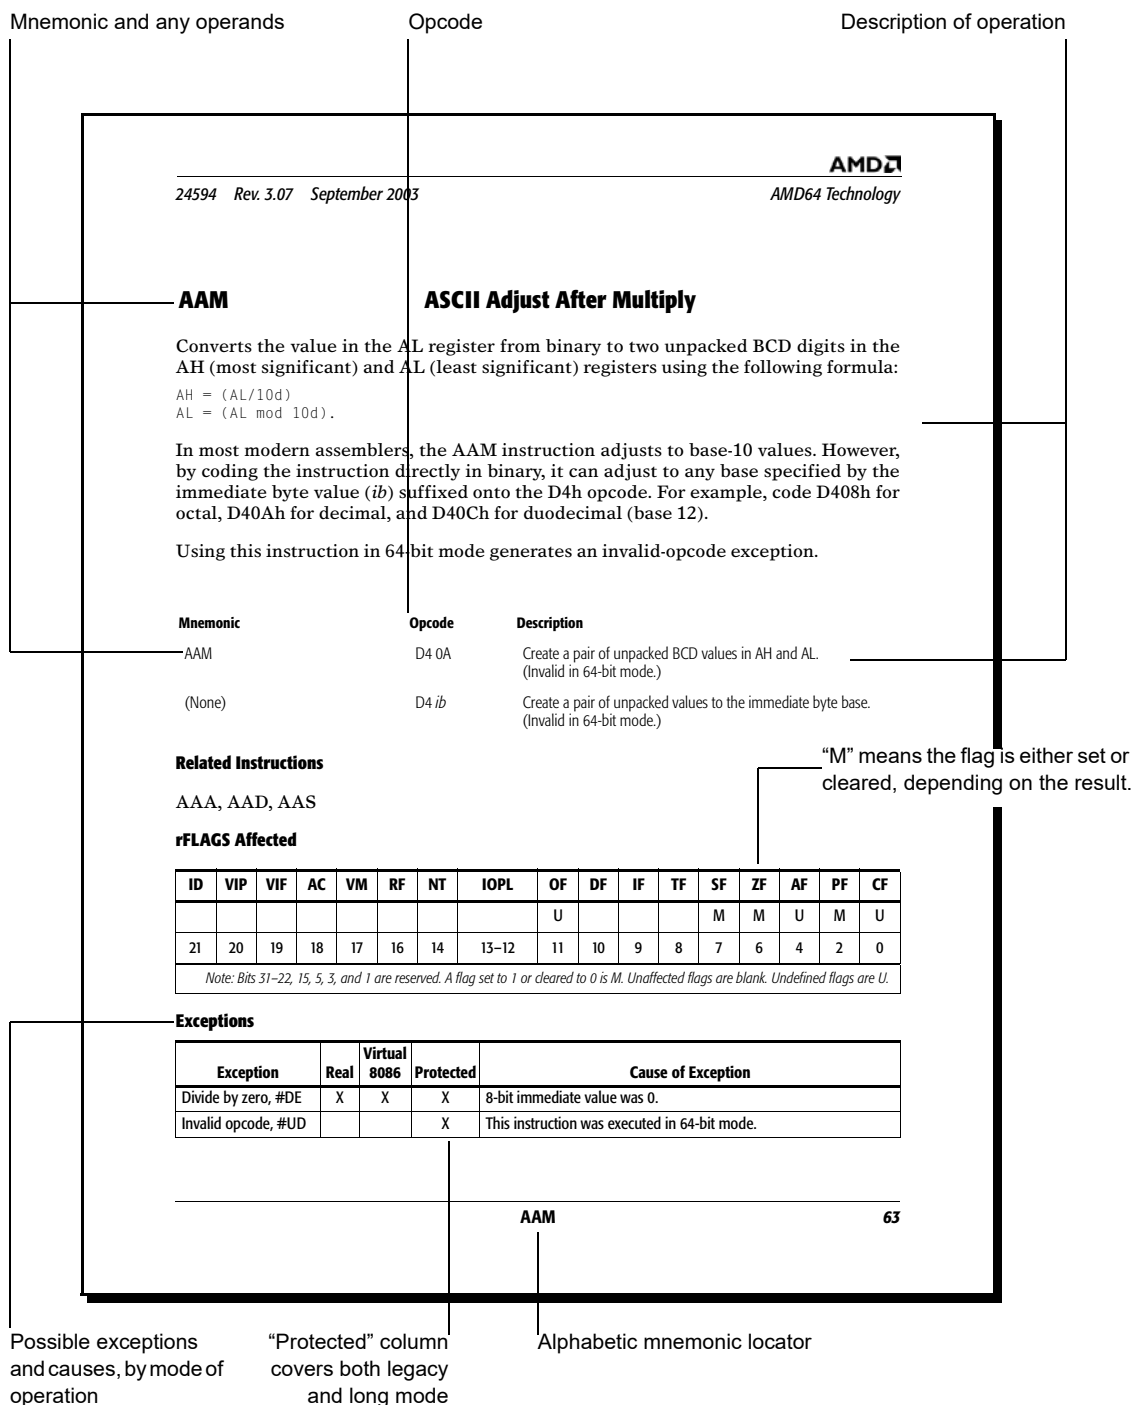 Mnemonic and any operands
Opcode
Description of operation
AMD
24594 Rev. 3.07 September 2003
AMD64 Technology
AAM
ASCII Adjust After Multiply
Converts the value in the AL register from binary to two unpacked BCD digits in the
AH (most significant) and AL (least significant) registers using the following formula:
AH = (AL/10d)
AL = (AL mod 10d).
In most modern assemblers, the AAM instruction adjusts to base-10 values. However,
by coding the instruction directly in binary, it can adjust to any base specified by the
immediate byte value (ib) suffixed onto the D4h opcode. For example, code D408h for
octal, D40Ah for decimal, and D40Ch for duodecimal (base 12).
Using this instruction in 64-bit mode generates an invalid-opcode exception.
Mnemonic Opcode Description
AAM D4 0A Create a pair of unpacked BCD values in AH and AL.
(Invalid in 64-bit mode.)
(None) D4 ib Create a pair of unpacked values to the immediate byte base.
(Invalid in 64-bit mode.)
“M” means the flag is either set or
cleared, depending on the result.
Related Instructions
AAA, AAD, AAS
rFLAGS Affected
ID VIP VIF AC VM RF NT IOPL OF DF IF TF SF ZF AF PF CF
U M M U M U
21 20 19 18 17 16 14 13–12 11 10 9 8 7 6 4 2 0
Note: Bits 31–22, 15, 5, 3, and 1 are reserved. A flag set to 1 or cleared to 0 is M. Unaffected flags are blank. Undefined flags are U.
Exceptions
Exception Real Virtual 8086 Protected Cause of Exception
Divide by zero, #DE X X X 8-bit immediate value was 0.
Invalid opcode, #UD X This instruction was executed in 64-bit mode.
AAM
63
Possible exceptions
and causes, by mode of
operation
“Protected” column
covers both legacy
and long mode
Alphabetic mnemonic locator